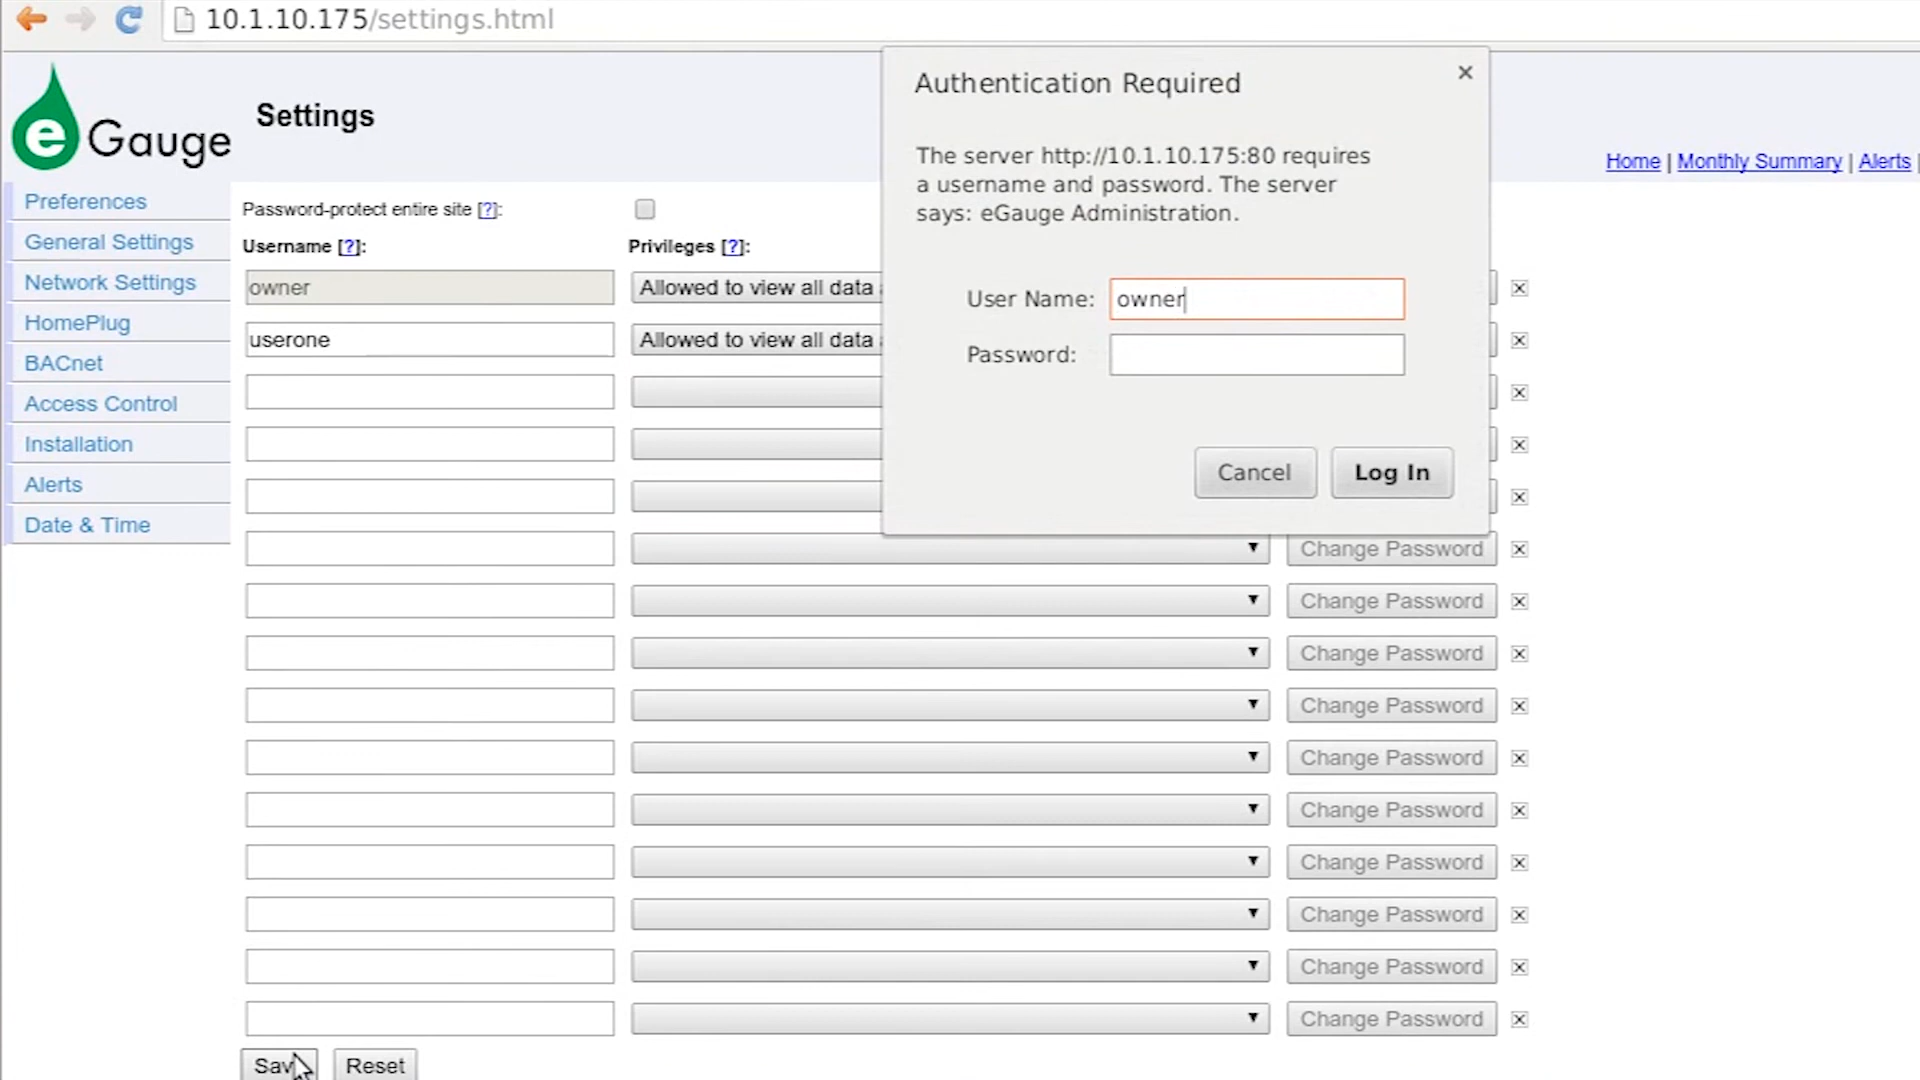 10.1.10.175/settings.html
e Gauge
Settings
Home | Monthly Summary | Alerts |
Preferences
General Settings
Network Settings
HomePlug
BACnet
Access Control
Installation
Alerts
Date & Time
Password-protect entire site [?]:
Username [?]:
Privileges [?]:
owner
Allowed to view all data
userone
Allowed to view all data
Authentication Required
The server http://10.1.10.175:80 requires
a username and password. The server
says: eGauge Administration.
User Name: owner
Password:
Cancel
Log In
Change Password
Change Password
Change Password
Change Password
Change Password
Change Password
Change Password
Change Password
Change Password
Change Password
Sav
Reset